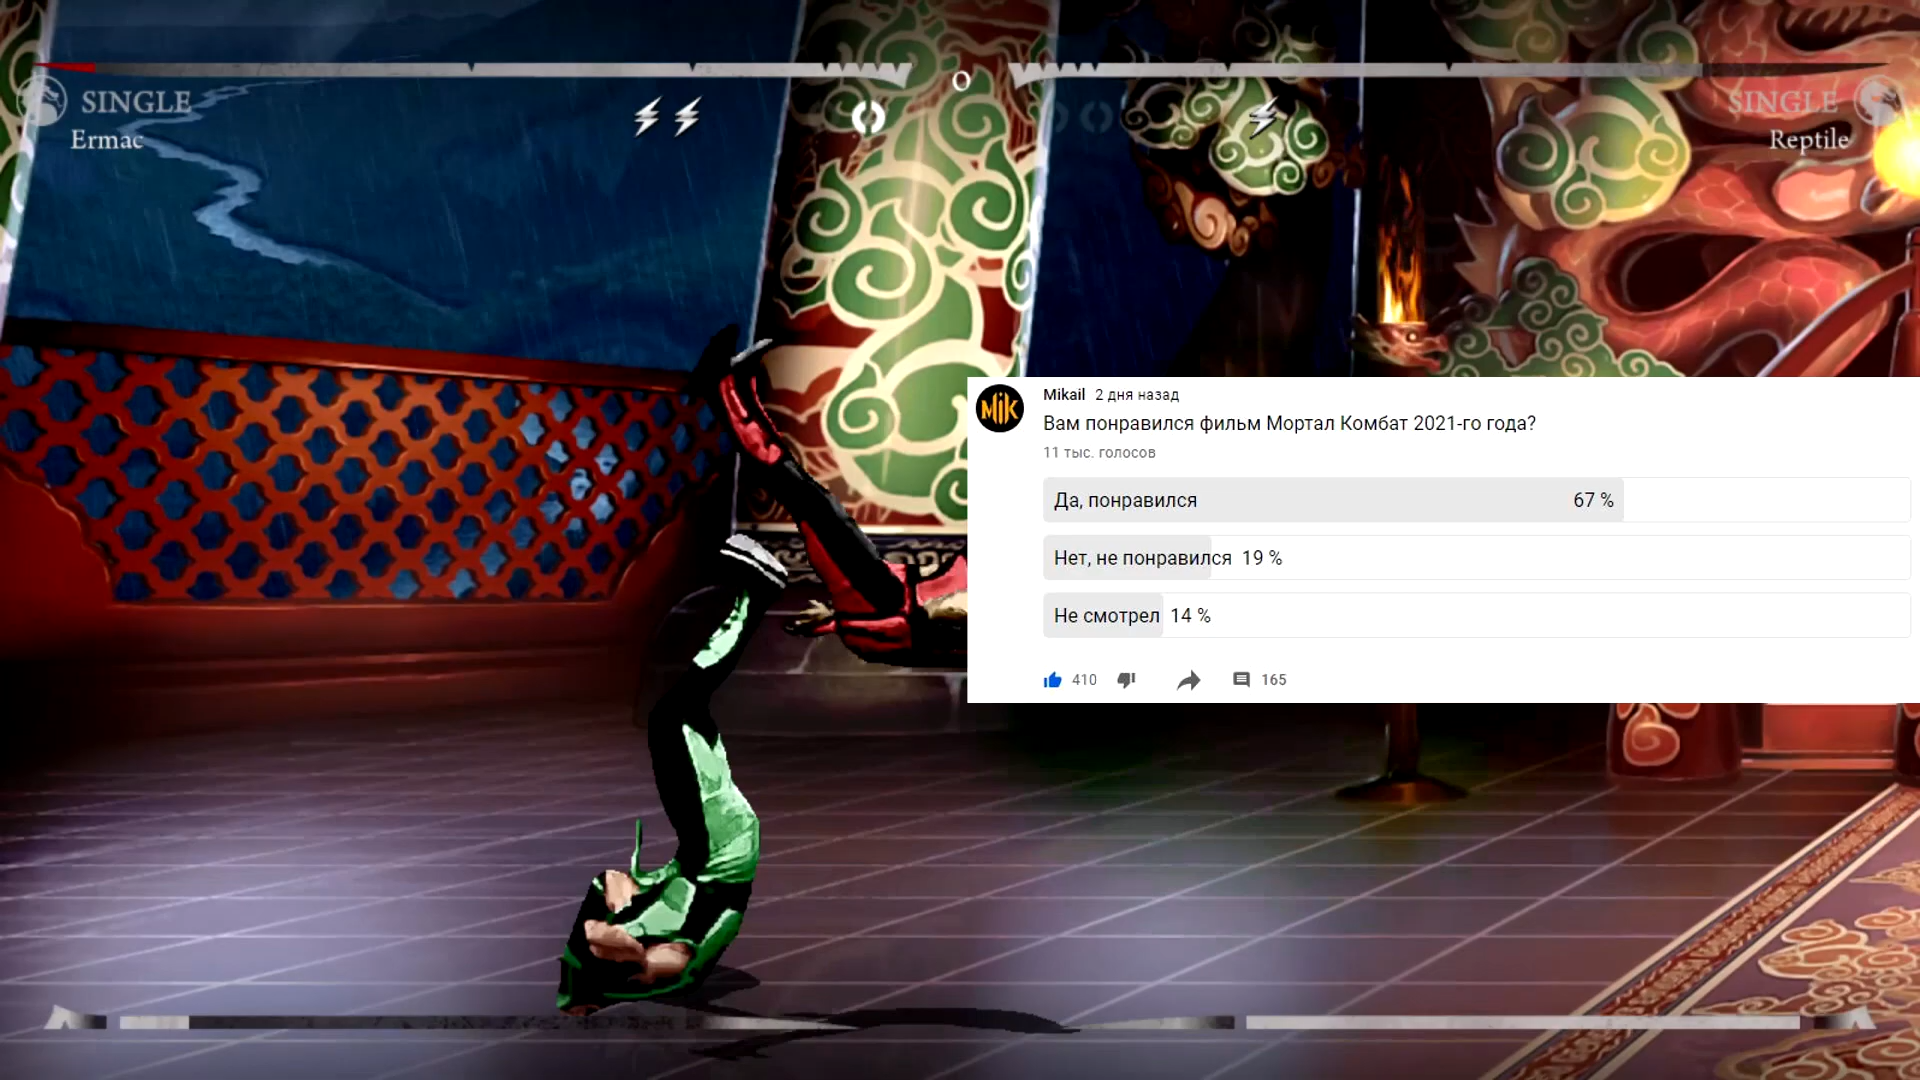 SINGLE
Ermac
SINGLE
Reptile
MiK
Mikail 2 дня назад
Вам понравился фильм Мортал Комбат 2021-го года?
11 тыс. голосов
Да, понравился 67 %
Нет, не понравился 19 %
Не смотрел 14 %
410 165